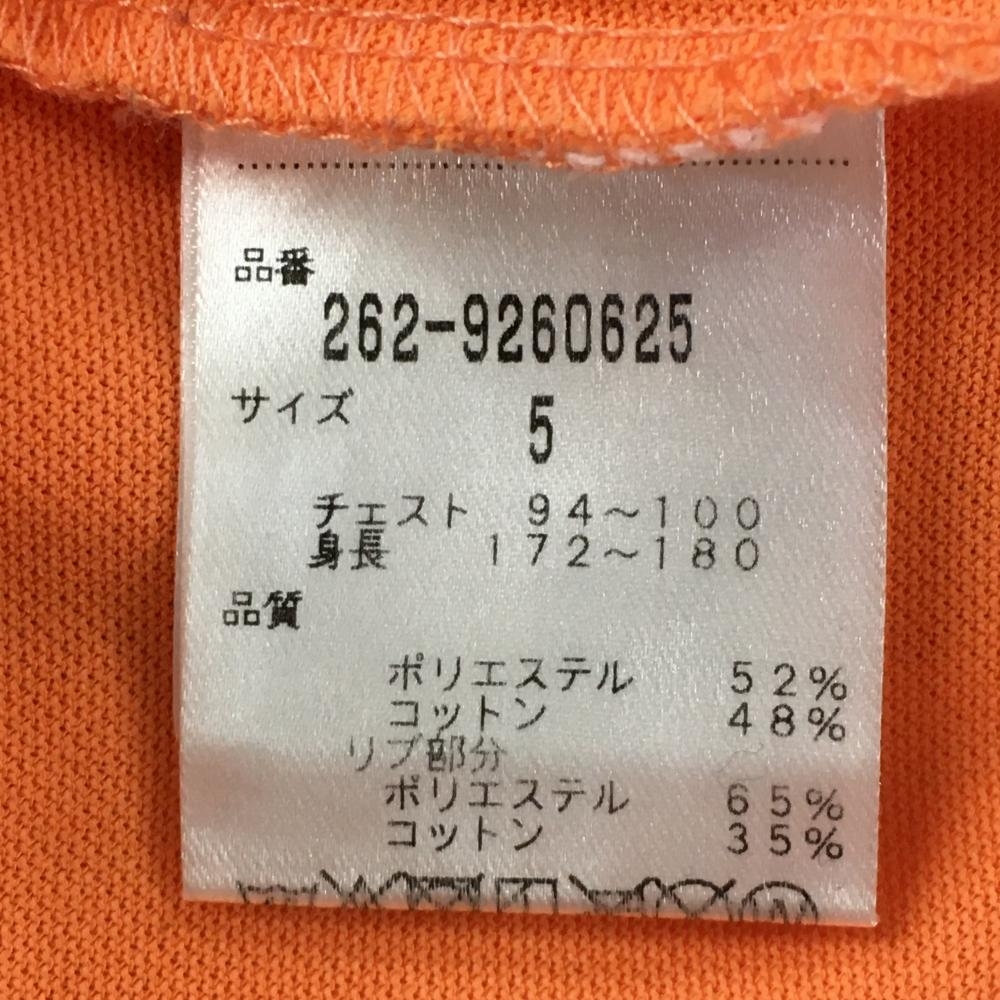 品番
262-9260625
サイズ 5
チェスト 94~100
身長 172~180
品質
ポリエステル 52%
コットン 48%
リブ部分
ポリエステル 65%
コットン 35%